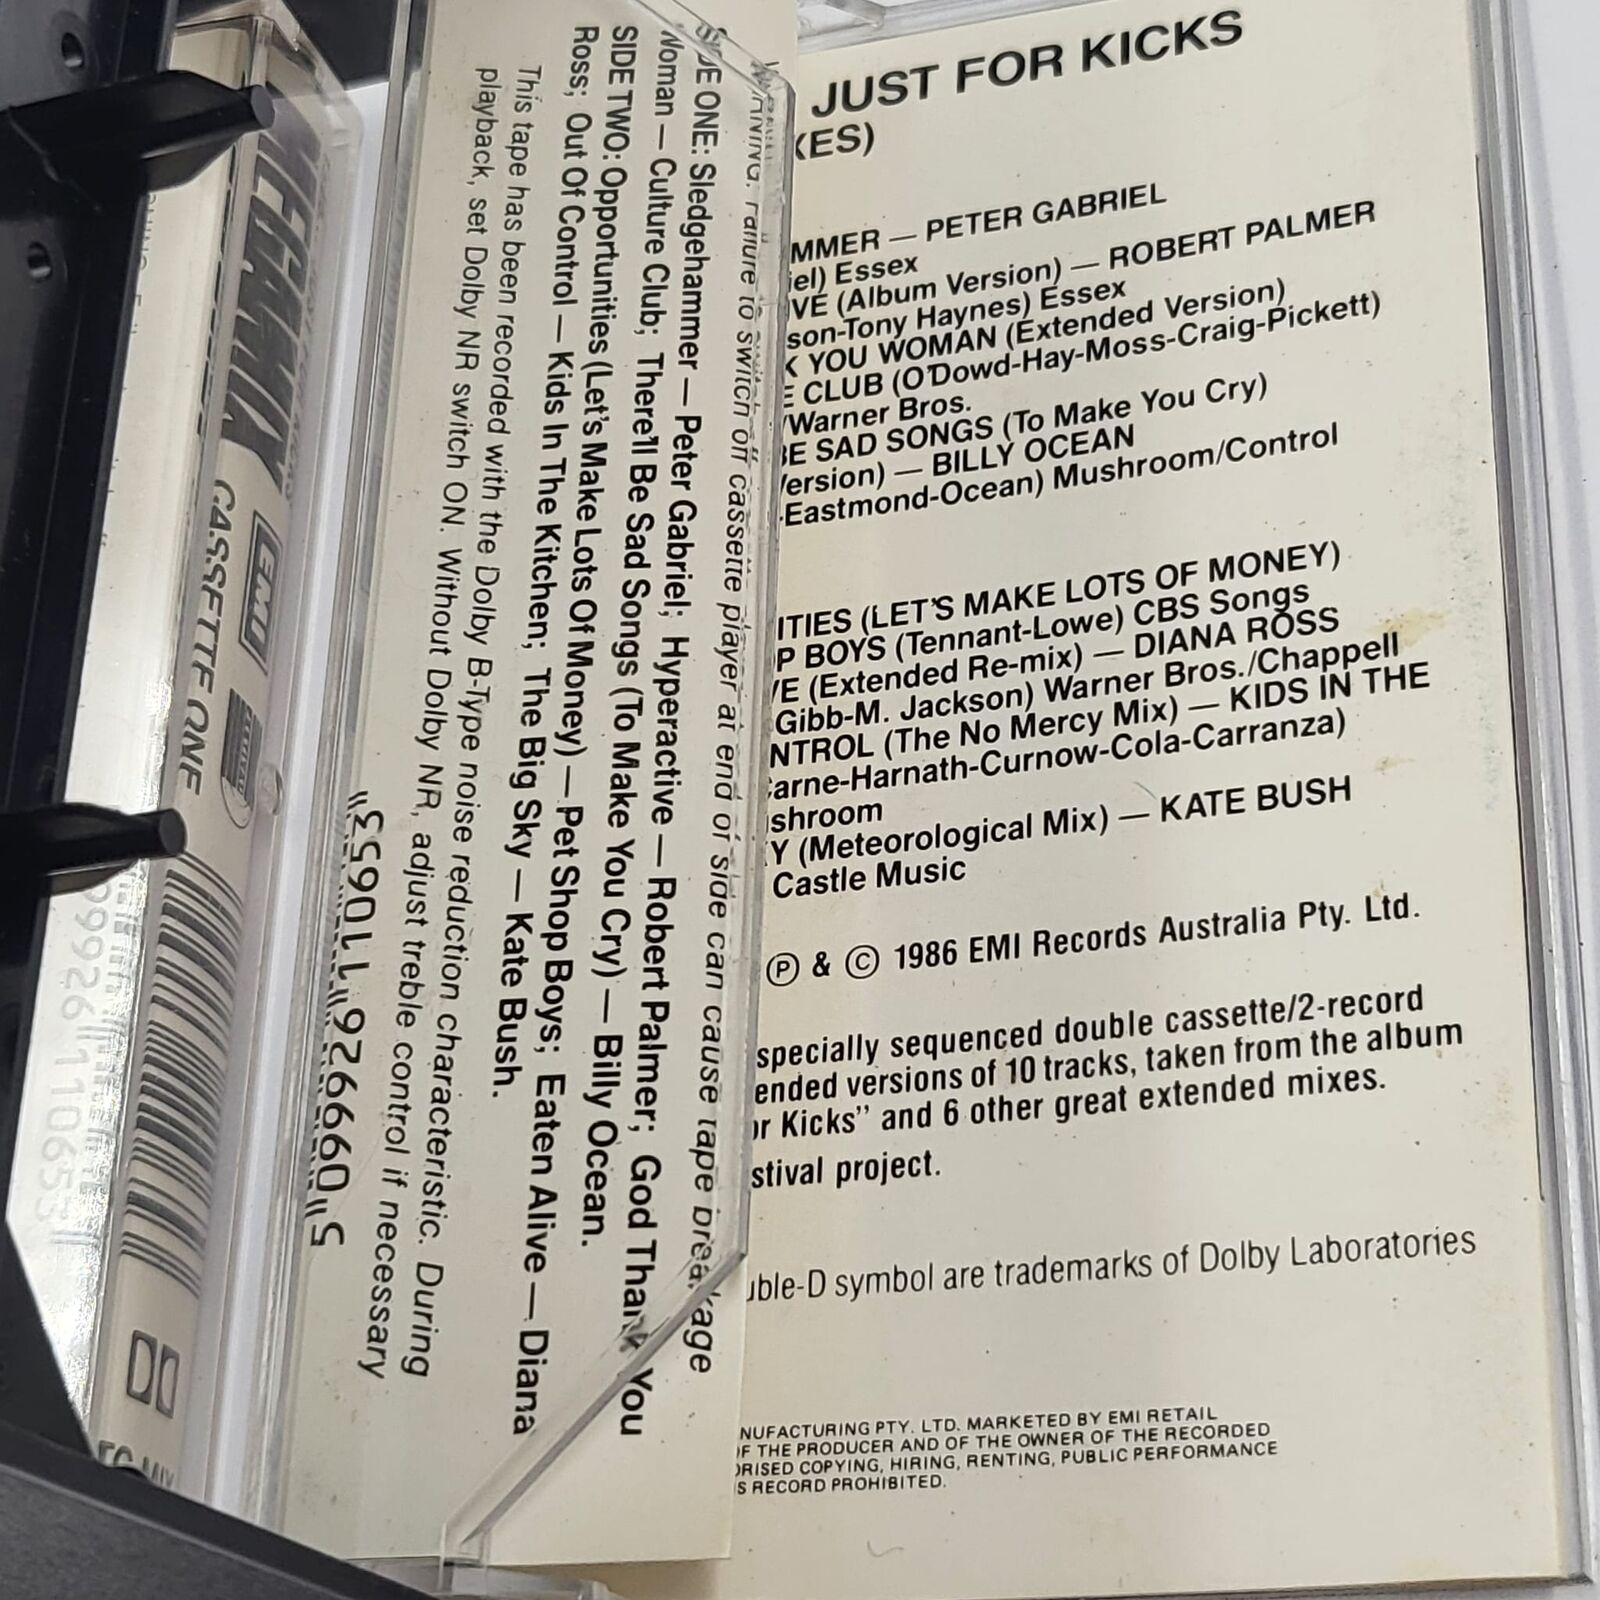 JUST FOR KICKS
KES)
MMER — PETER GABRIEL
iel) Essex
VE (Album Version) — ROBERT PALMER
son-Tony Haynes) Essex
K YOU WOMAN (Extended Version)
E CLUB (O'Dowd-Hay-Moss-Craig-Pickett)
/Warner Bros.
BE SAD SONGS (To Make You Cry)
Version) — BILLY OCEAN
-Eastmond-Ocean) Mushroom/Control
ITIES (LET'S MAKE LOTS OF MONEY)
P BOYS (Tennant-Lowe) CBS Songs
VE (Extended Re-mix) — DIANA ROSS
Gibb-M. Jackson) Warner Bros./Chappell
NTROL (The No Mercy Mix) — KIDS IN THE
Carne-Harnath-Curnow-Cola-Carranza)
shroom
Y (Meteorological Mix) — KATE BUSH
Castle Music
Ⓟ & © 1986 EMI Records Australia Pty. Ltd.
specially sequenced double cassette/2-record
ended versions of 10 tracks, taken from the album
or Kicks" and 6 other great extended mixes.
stival project.
uble-D symbol are trademarks of Dolby Laboratories
NUFACTURING PTY. LTD. MARKETED BY EMI RETAIL
OF THE PRODUCER AND OF THE OWNER OF THE RECORDED
ORISED COPYING, HIRING, RENTING, PUBLIC PERFORMANCE
S RECORD PROHIBITED.
WARNING: Failure to switch off cassette player at end of side can cause tape breakage
SIDE ONE: Sledgehammer — Peter Gabriel; Hyperactive — Robert Palmer; God Thank You
Woman — Culture Club; There'll Be Sad Songs (To Make You Cry) — Billy Ocean.
SIDE TWO: Opportunities (Let's Make Lots Of Money) — Pet Shop Boys; Eaten Alive — Diana
Ross; Out Of Control — Kids In The Kitchen; The Big Sky — Kate Bush.
This tape has been recorded with the Dolby B-Type noise reduction characteristic. During
playback, set Dolby NR switch ON. Without Dolby NR, adjust treble control if necessary
5"099926"110653"
MEGAMIX
EMI
CASSETTE ONE